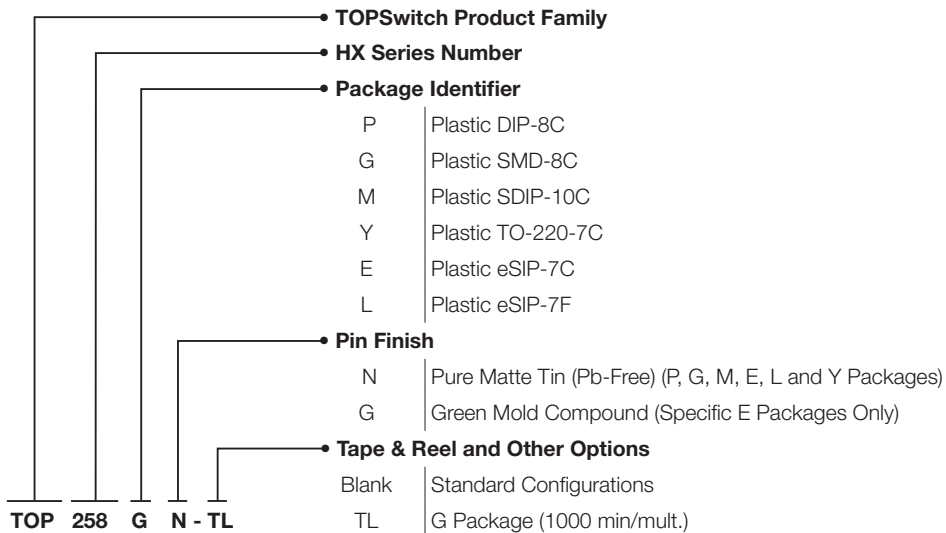 TOPSwitch Product Family
HX Series Number
Package Identifier
P Plastic DIP-8C
G Plastic SMD-8C
M Plastic SDIP-10C
Y Plastic TO-220-7C
E Plastic eSIP-7C
L Plastic eSIP-7F
Pin Finish
N Pure Matte Tin (Pb-Free) (P, G, M, E, L and Y Packages)
G Green Mold Compound (Specific E Packages Only)
Tape & Reel and Other Options
Blank Standard Configurations
TOP 258 G N - TL TL G Package (1000 min/mult.)